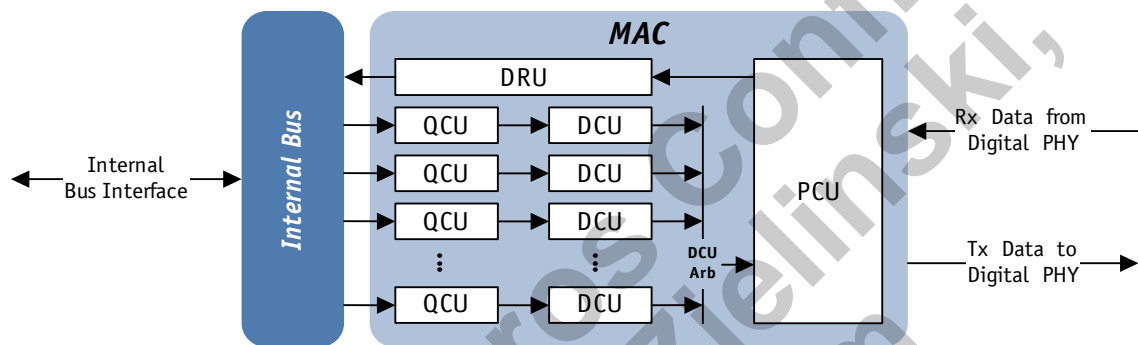 MAC
DRU
QCU DCU
QCU DCU
QCU DCU
QCU DCU
DCU
Arb
PCU
Internal Bus
Internal
Bus Interface
Rx Data from
Digital PHY
Tx Data to
Digital PHY
zielinski,